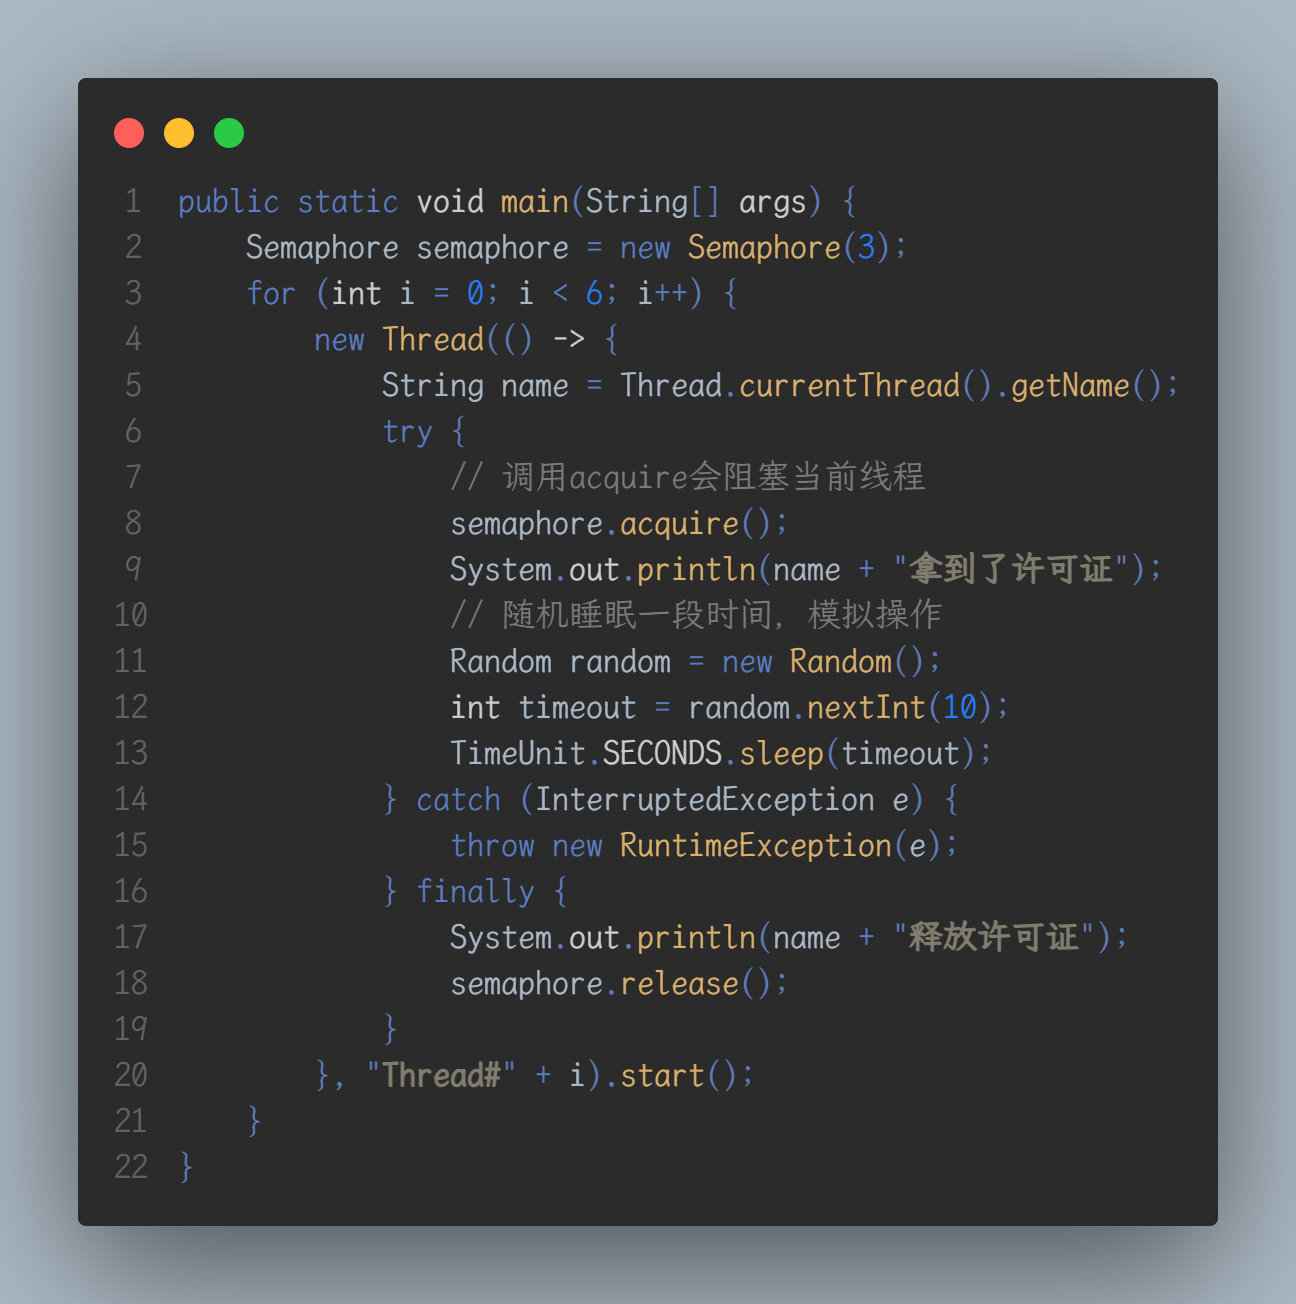 1 public static void main(String[] args) {
2     Semaphore semaphore = new Semaphore(3);
3     for (int i = 0; i < 6; i++) {
4         new Thread(() -> {
5             String name = Thread.currentThread().getName();
6             try {
7                 // 调用acquire会阻塞当前线程
8                 semaphore.acquire();
9                 System.out.println(name + "拿到了许可证");
10                 // 随机睡眠一段时间, 模拟操作
11                 Random random = new Random();
12                 int timeout = random.nextInt(10);
13                 TimeUnit.SECONDS.sleep(timeout);
14             } catch (InterruptedException e) {
15                 throw new RuntimeException(e);
16             } finally {
17                 System.out.println(name + "释放许可证");
18                 semaphore.release();
19             }
20         }, "Thread#" + i).start();
21     }
22 }